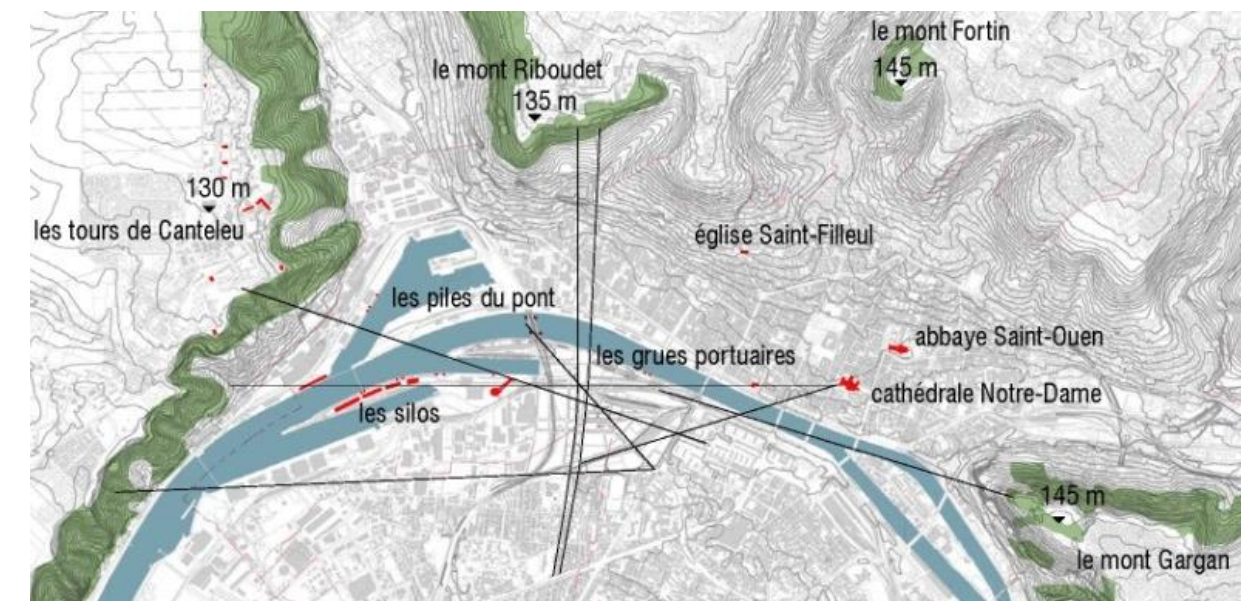 le mont Fortin
145 m
le mont Riboudet
135 m
130 m
les tours de Canteleu
église Saint-Filleul
les piles du pont
abbaye Saint-Ouen
les grues portuaires
cathédrale Notre-Dame
les silos
145 m
le mont Gargan